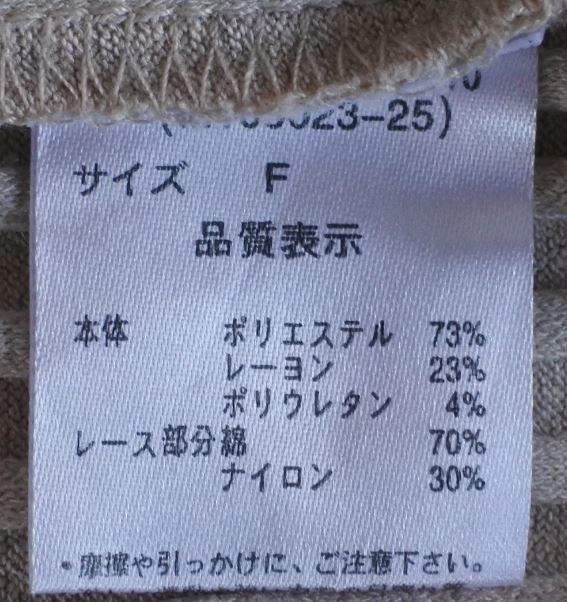 23-25)
サイズ F
品質表示
本体 ポリエステル 73%
レーヨン 23%
ポリウレタン 4%
レース部分綿 70%
ナイロン 30%
・摩擦や引っかけに、ご注意下さい。